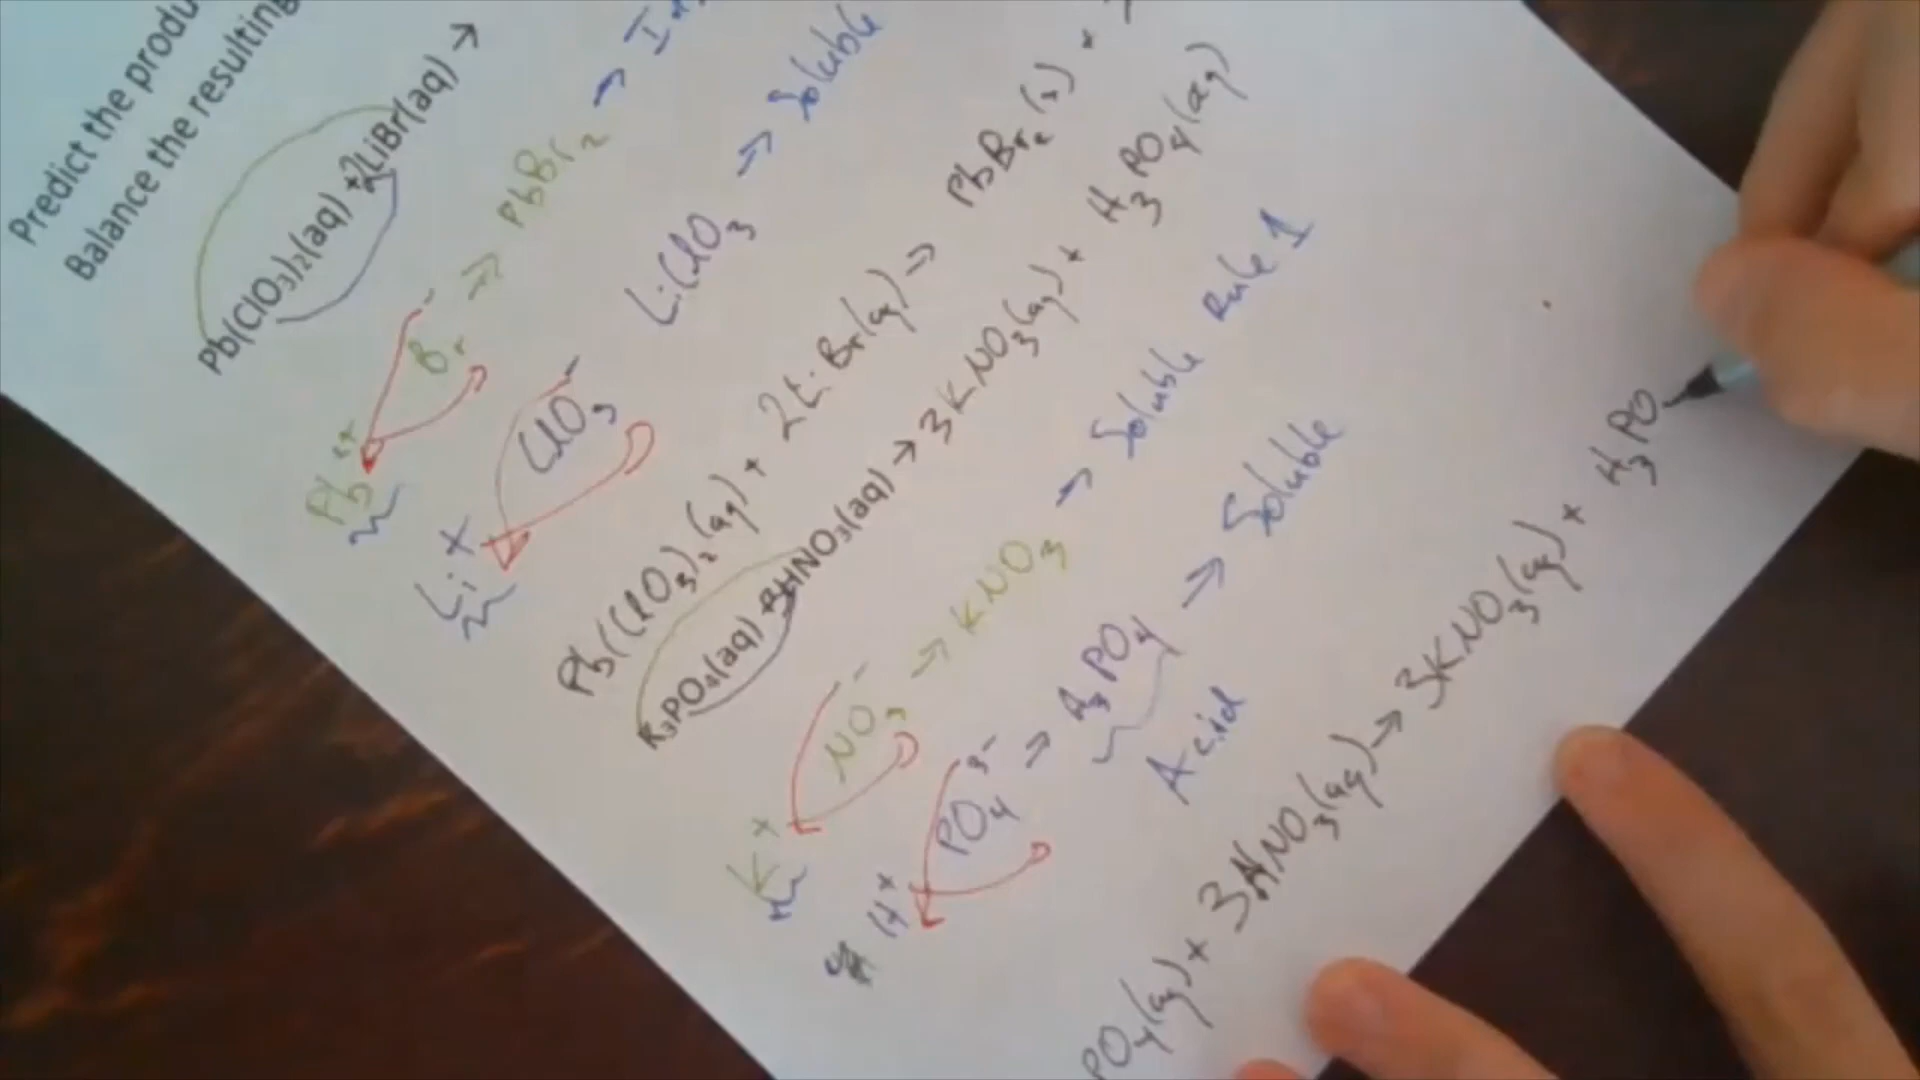 Predict the produ
Balance the resulting
Pb(ClO3)2(aq) + 2LiBr(aq) →
Pb2+ Br- → PbBr2 →
Li+ ClO3- LiClO3 → Soluble
Pb(ClO3)2(aq) + 2LiBr(aq) → PbBr2(s) +
K3PO4(aq) + 3HNO3(aq) → 3KNO3(aq) + H3PO4(aq)
K+ NO3- → KNO3 → Soluble Rule 1
H+ PO4 3- → H3PO4 → Soluble
Acid
PO4(aq) + 3HNO3(aq) → 3KNO3(aq) + H3PO